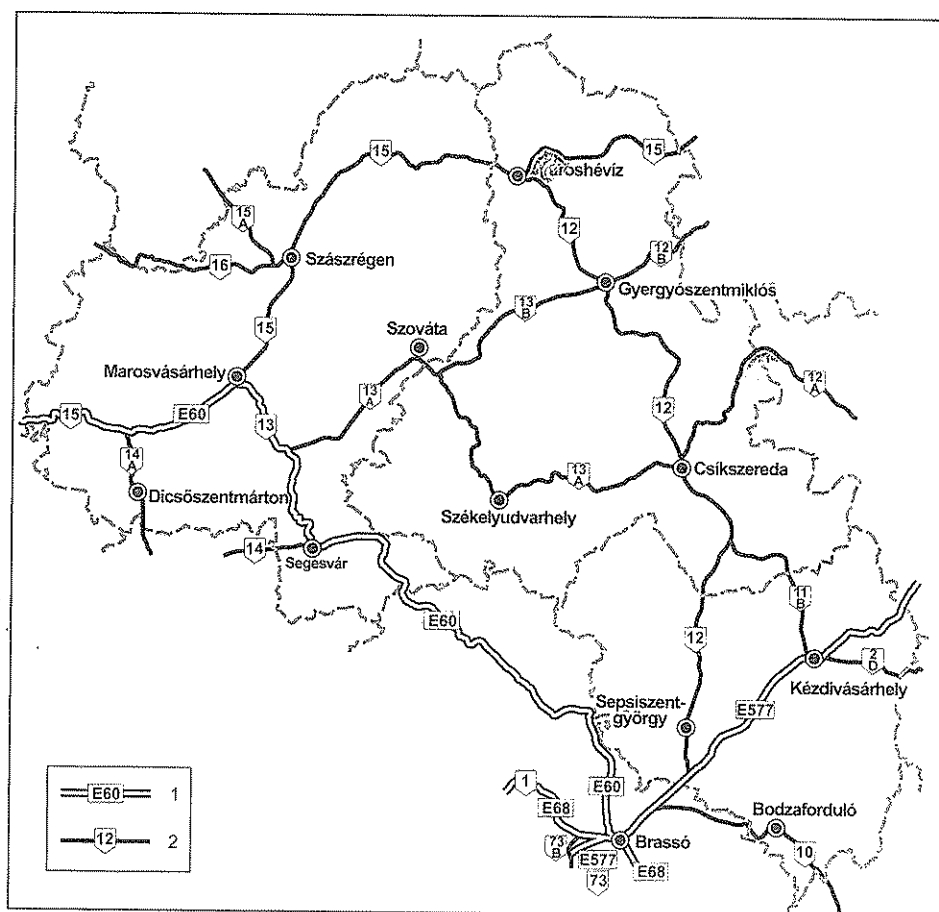 15
15
ároshévíz
15
A
12
12
B
16
Szászrégen
Gyergyószentmiklós
13
B
15
Szováta
Marosvásárhely
13
A
12
A
15
E60
13
12
14
A
Csíkszereda
Dicsőszentmárton
13
A
Székelyudvarhely
14
Segesvár
11
B
E60
12
2
D
Kézdivásárhely
Sepsiszent-
györgy
E577
1
E60
E68
Bodzaforduló
73
B
Brassó
10
E577
E68
73
E60 1
12 2